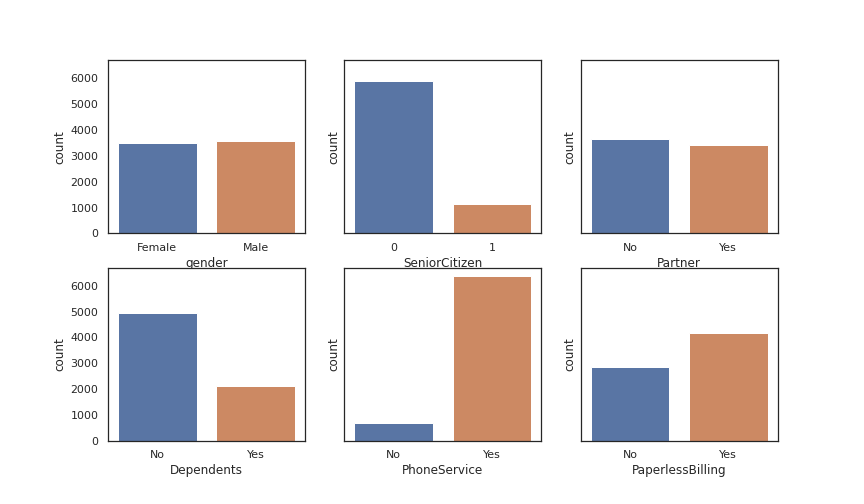 6000
5000
4000
3000
2000
1000
0
count
Female Male
gender
count
0 1
SeniorCitizen
count
No Yes
Partner
6000
5000
4000
3000
2000
1000
0
count
No Yes
Dependents
count
No Yes
PhoneService
count
No Yes
PaperlessBilling